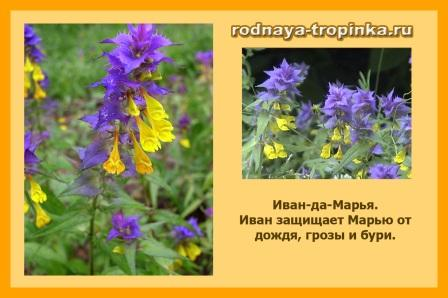 rodnaya-tropinka.ru
Иван-да-Марья.
Иван защищает Марью от
дождя, грозы и бури.